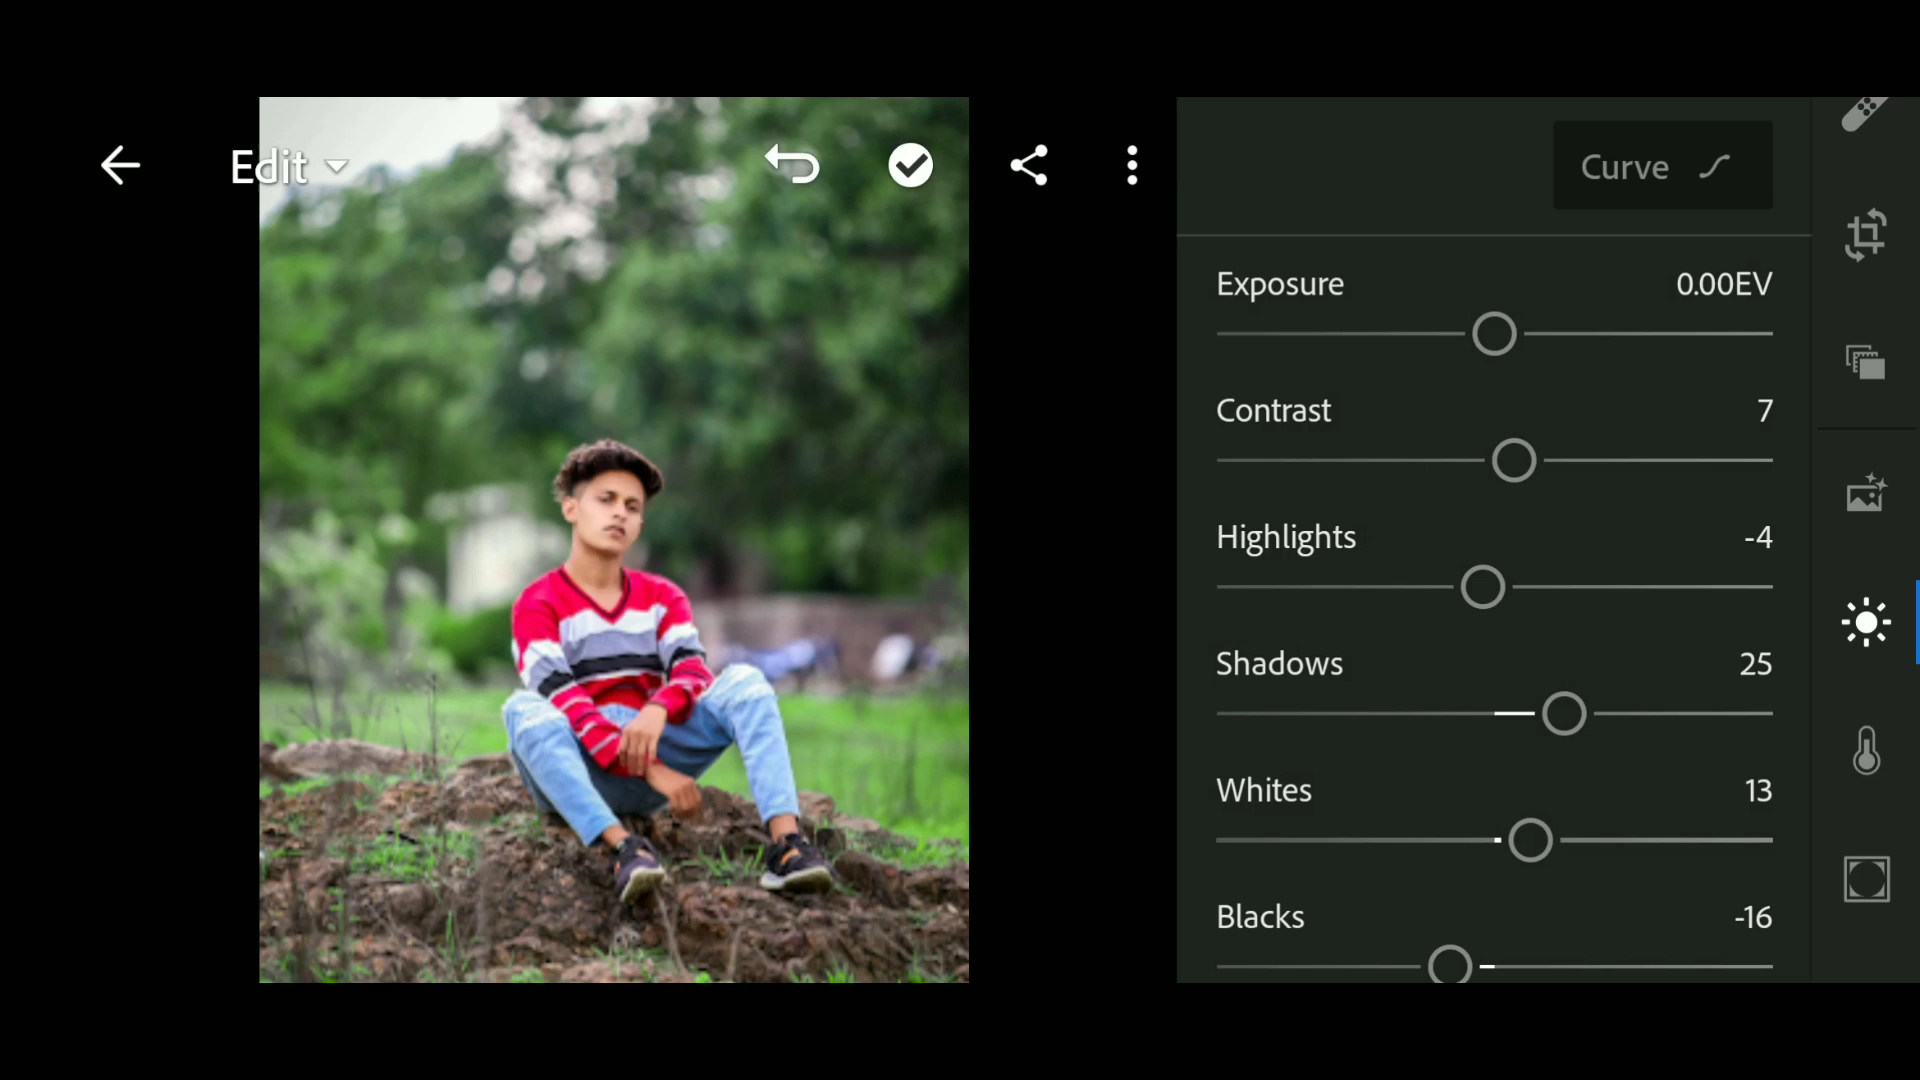 Edit
Curve
Exposure 0.00EV
Contrast 7
Highlights -4
Shadows 25
Whites 13
Blacks -16